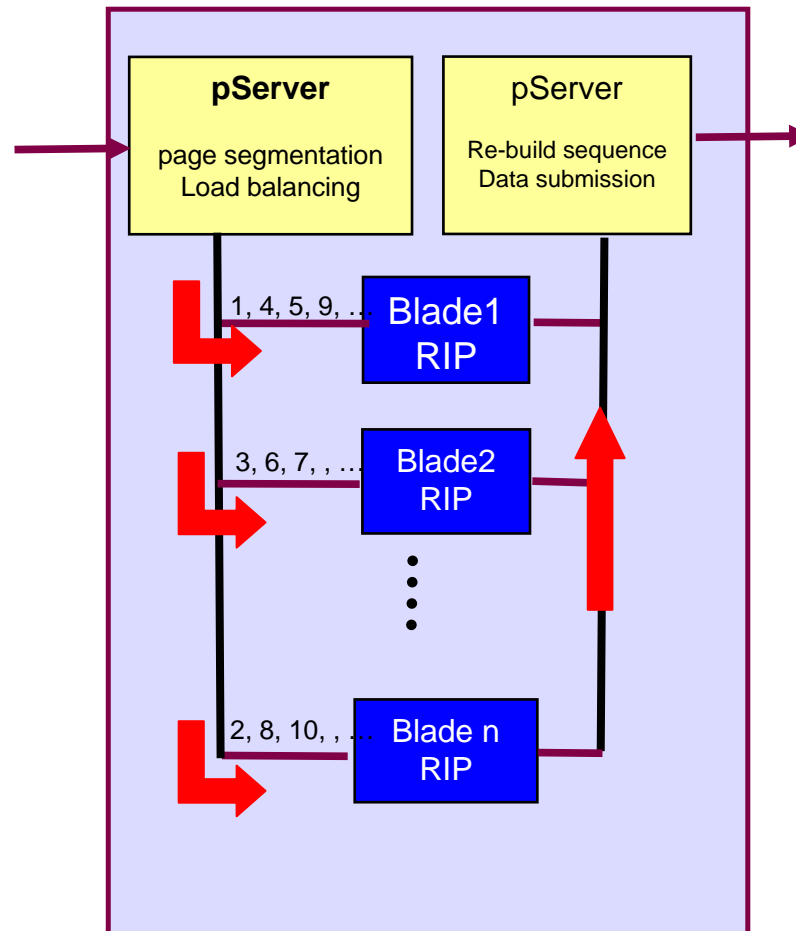 pServer
page segmentation
Load balancing
pServer
Re-build sequence
Data submission
1, 4, 5, 9, …
Blade1
RIP
3, 6, 7, , …
Blade2
RIP
2, 8, 10, , …
Blade n
RIP